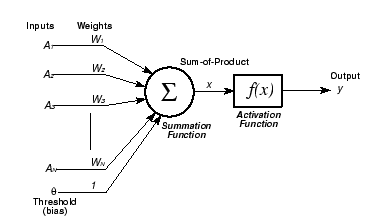 Inputs Weights
A1 W1
A2 W2
A3 W3
AN WN
θ 1
Threshold
(bias)
Sum-of-Product
Σ
x
Summation
Function
f(x)
Activation
Function
Output
y